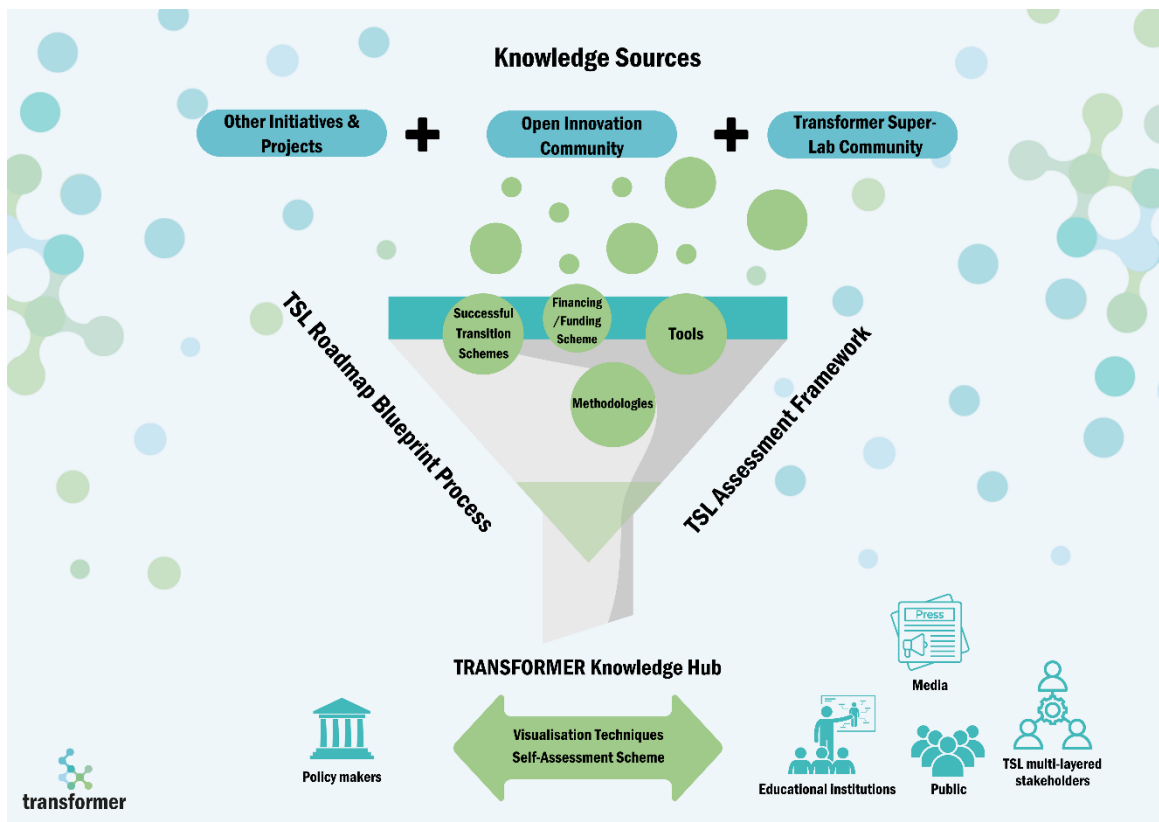 Knowledge Sources
Other Initiatives &
Projects
Open Innovation
Community
Transformer Super-
Lab Community
Successful
Transition
Schemes
Financing
/Funding
Scheme
Tools
Methodologies
TSL Roadmap Blueprint Process
TSL Assessment Framework
TRANSFORMER Knowledge Hub
Visualisation Techniques
Self-Assessment Scheme
Policy makers
Press
Media
Educational Institutions
Public
TSL multi-layered
stakeholders
transformer